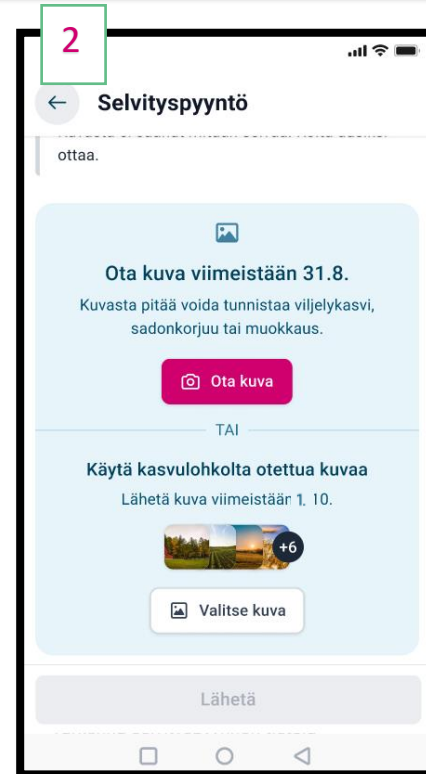 2
Selvityspyyntö
ottaa.
Ota kuva viimeistään 31.8.
Kuvasta pitää voida tunnistaa viljelykasvi,
sadonkorjuu tai muokkaus.
Ota kuva
TAI
Käytä kasvulohkolta otettua kuvaa
Lähetä kuva viimeistään 1. 10.
+6
Valitse kuva
Lähetä